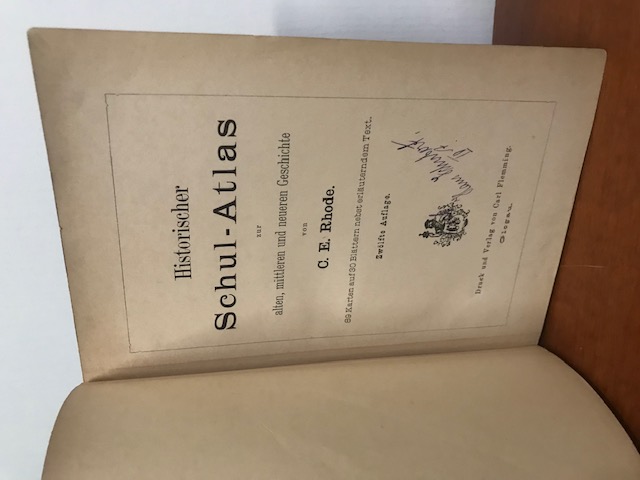 Historischer
Schul-Atlas
zur
alten, mittleren und neueren Geschichte
von
C. E. Rhode.
89 Karten auf 30 Blättern nebst erläuterndem Text.
Zwölfte Auflage.
Druck und Verlag von Carl Flemming.
Glogau.